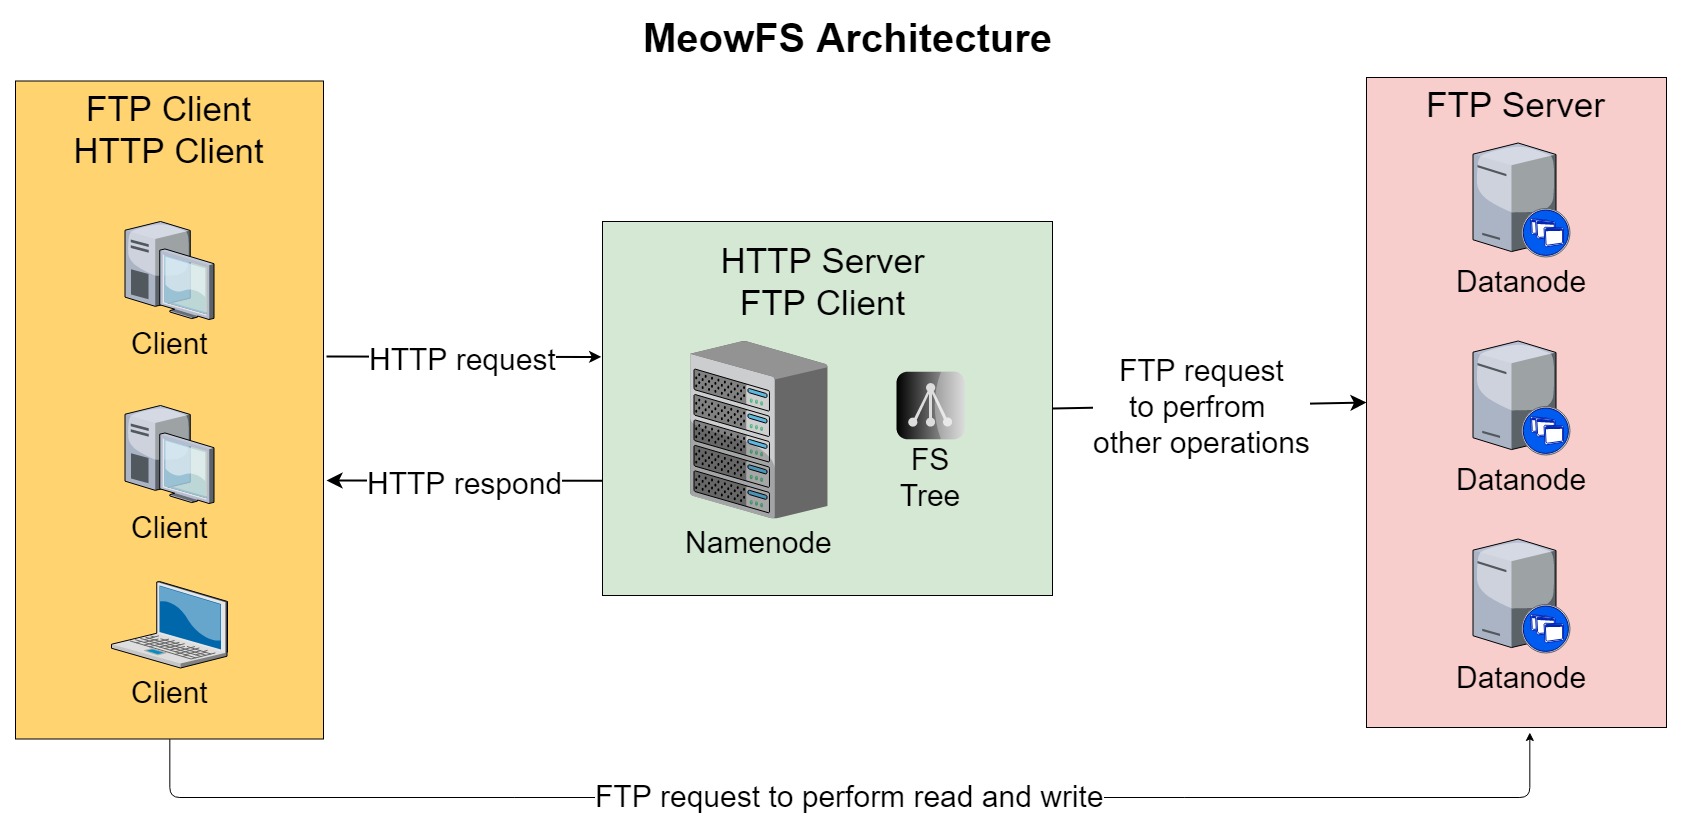 MeowFS Architecture
FTP Client
HTTP Client
Client
Client
Client
HTTP request
HTTP respond
HTTP Server
FTP Client
Namenode
FS
Tree
FTP request
to perfrom
other operations
FTP Server
Datanode
Datanode
Datanode
FTP request to perform read and write